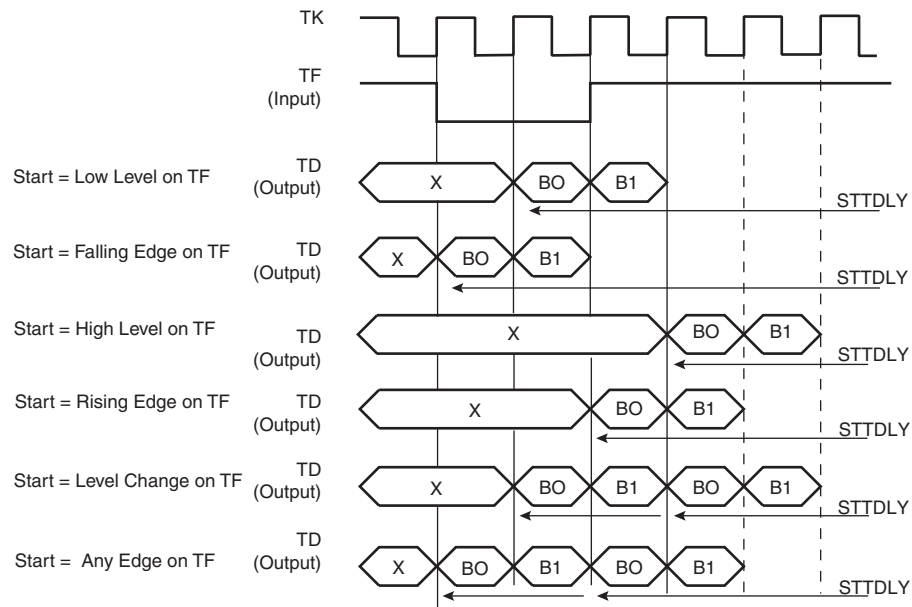 TK
TF
(Input)
Start = Low Level on TF
TD
(Output)
X
BO
B1
STTDLY
Start = Falling Edge on TF
TD
(Output)
X
BO
B1
STTDLY
Start = High Level on TF
TD
(Output)
X
BO
B1
STTDLY
Start = Rising Edge on TF
TD
(Output)
X
BO
B1
STTDLY
Start = Level Change on TF
TD
(Output)
X
BO
B1
BO
B1
STTDLY
Start = Any Edge on TF
TD
(Output)
X
BO
B1
BO
B1
STTDLY